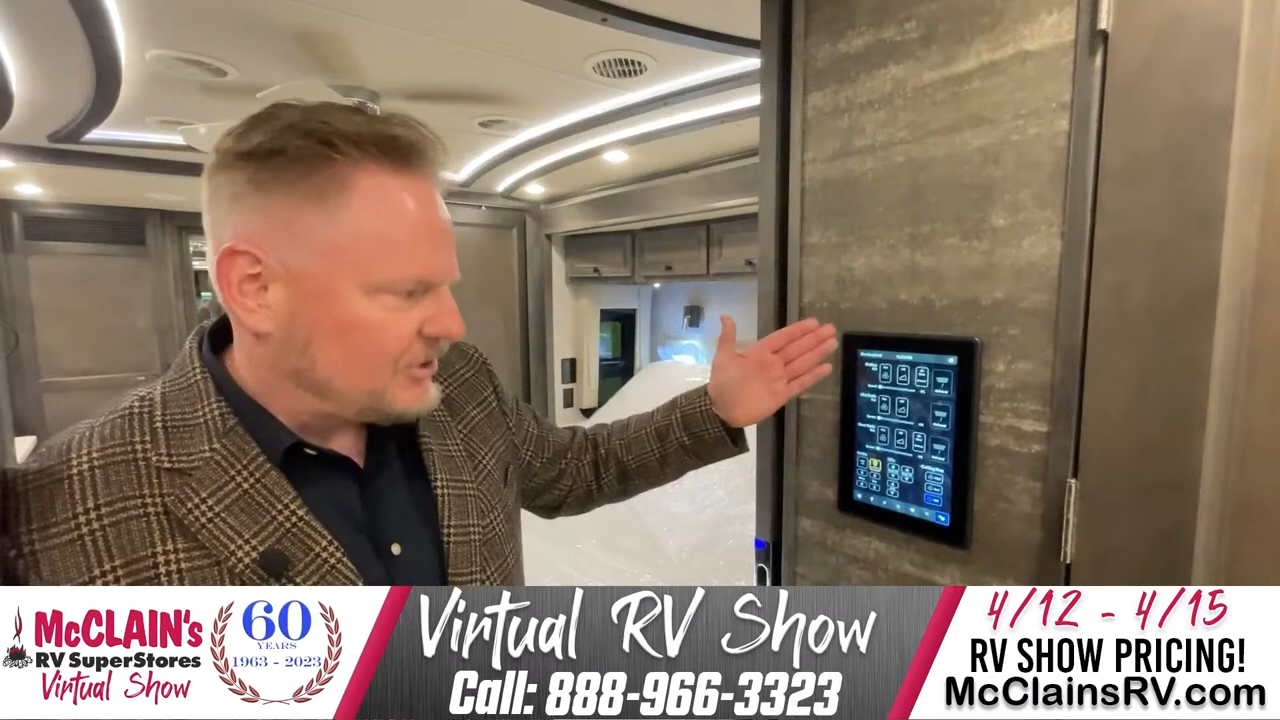 McCLAIN's
RV SuperStores
Virtual Show
60
YEARS
1963 - 2023
Virtual RV Show
Call: 888-966-3323
4/12 - 4/15
RV SHOW PRICING!
McClainsRV.com